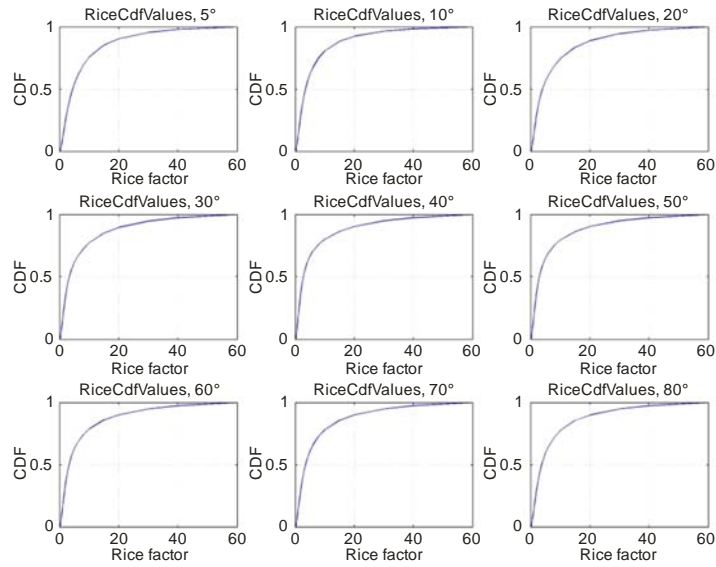 RiceCdfValues, 5°
RiceCdfValues, 10°
RiceCdfValues, 20°
1
1
1
CDF
0.5
CDF
0.5
CDF
0.5
0
0
0
0 20 40 60
0 20 40 60
0 20 40 60
Rice factor
Rice factor
Rice factor
RiceCdfValues, 30°
RiceCdfValues, 40°
RiceCdfValues, 50°
1
1
1
CDF
0.5
CDF
0.5
CDF
0.5
0
0
0
0 20 40 60
0 20 40 60
0 20 40 60
Rice factor
Rice factor
Rice factor
RiceCdfValues, 60°
RiceCdfValues, 70°
RiceCdfValues, 80°
1
1
1
CDF
0.5
CDF
0.5
CDF
0.5
0
0
0
0 20 40 60
0 20 40 60
0 20 40 60
Rice factor
Rice factor
Rice factor